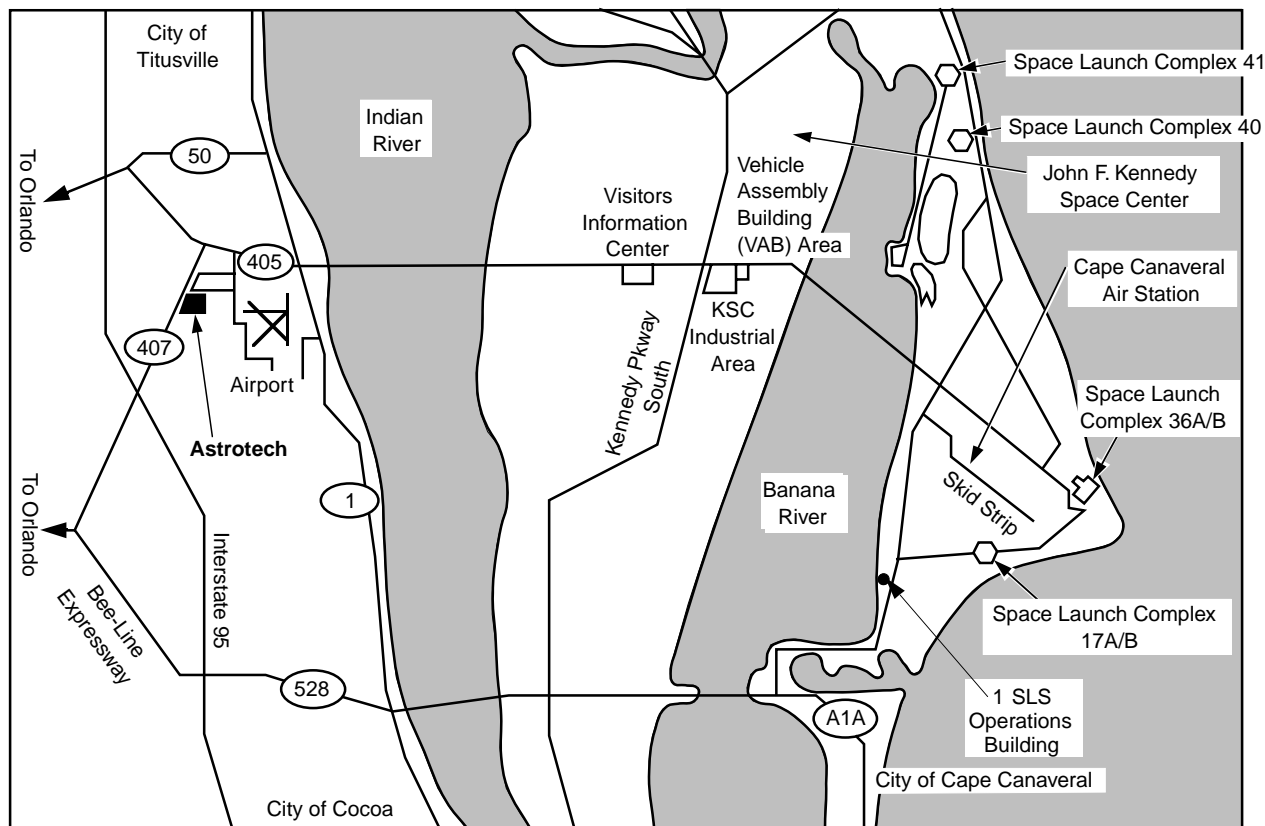 City of
Titusville
Space Launch Complex 41
Indian
River
Space Launch Complex 40
50
To Orlando
Vehicle
Assembly
Building
(VAB) Area
John F. Kennedy
Space Center
Visitors
Information
Center
405
Cape Canaveral
Air Station
KSC
Industrial
Area
407
Airport
Kennedy Pkway
South
Space Launch
Complex 36A/B
Astrotech
To Orlando
1
Banana
River
Skid Strip
Interstate 95
Bee-Line
Expressway
Space Launch Complex
17A/B
528
A1A
1 SLS
Operations
Building
City of Cape Canaveral
City of Cocoa